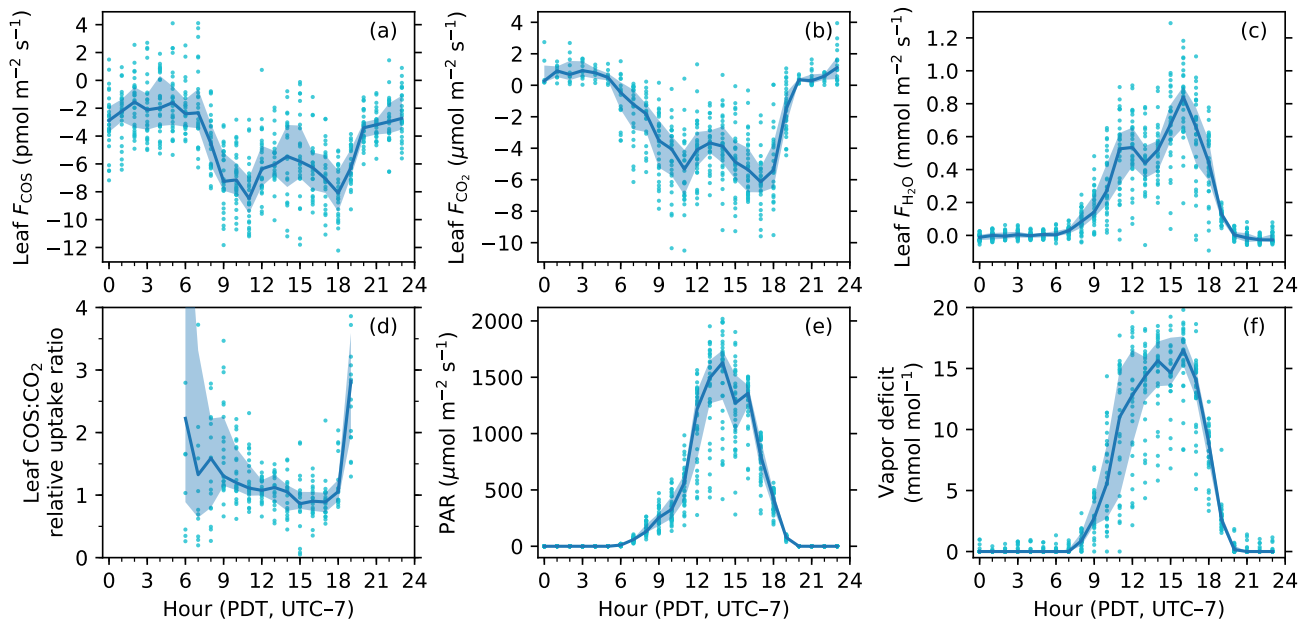 (a)
Leaf F_COS (pmol m⁻² s⁻¹)
4
2
0
−2
−4
−6
−8
−10
−12
0 3 6 9 12 15 18 21 24
(b)
Leaf F_CO₂ (μmol m⁻² s⁻¹)
4
2
0
−2
−4
−6
−8
−10
0 3 6 9 12 15 18 21 24
(c)
Leaf F_H₂O (mmol m⁻² s⁻¹)
1.2
1.0
0.8
0.6
0.4
0.2
0.0
0 3 6 9 12 15 18 21 24
(d)
Leaf COS:CO₂
relative uptake ratio
4
3
2
1
0
0 3 6 9 12 15 18 21 24
Hour (PDT, UTC–7)
(e)
PAR (μmol m⁻² s⁻¹)
2000
1500
1000
500
0
0 3 6 9 12 15 18 21 24
Hour (PDT, UTC–7)
(f)
Vapor deficit
(mmol mol⁻¹)
20
15
10
5
0
0 3 6 9 12 15 18 21 24
Hour (PDT, UTC–7)